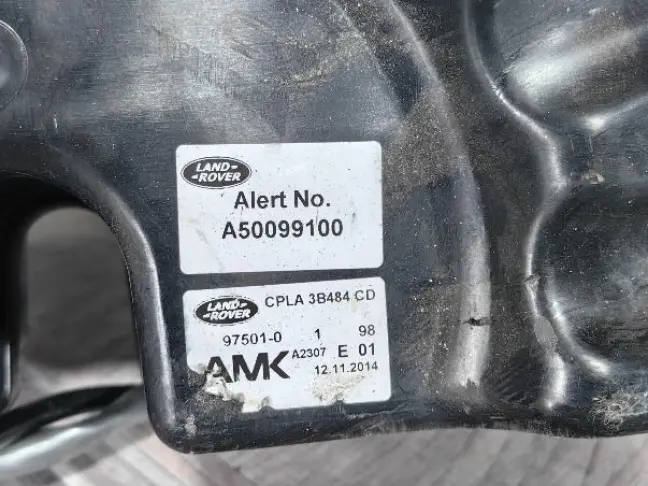 LAND-
-ROVER
Alert No.
A50099100
LAND-
-ROVER
CPLA 3B484 CD
97501-0 1 98
AMK A2307 E 01
12.11.2014